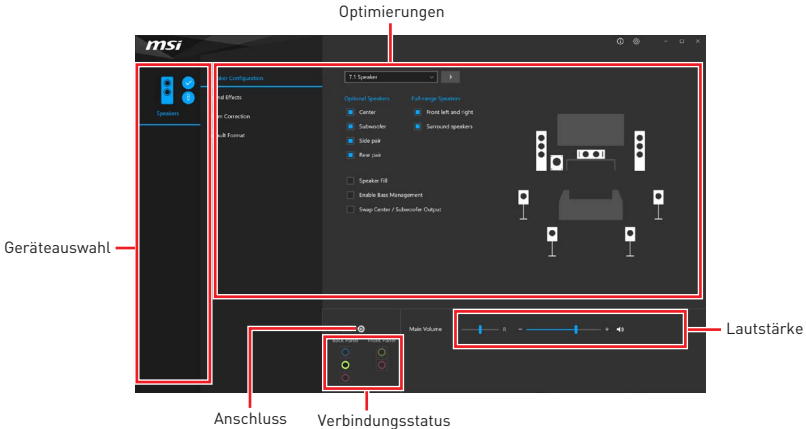 Optimierungen
msi
Speakers
ker Configuration
nd Effects
m Correction
ult Format
7.1 Speaker
Optional Speakers
Full-range Speakers
Center
Front left and right
Subwoofer
Surround speakers
Side pair
Rear pair
Speaker Fill
Enable Bass Management
Swap Center / Subwoofer Output
Geräteauswahl
Main Volume
R
Lautstärke
Back Panel
Front Panel
Anschluss
Verbindungsstatus